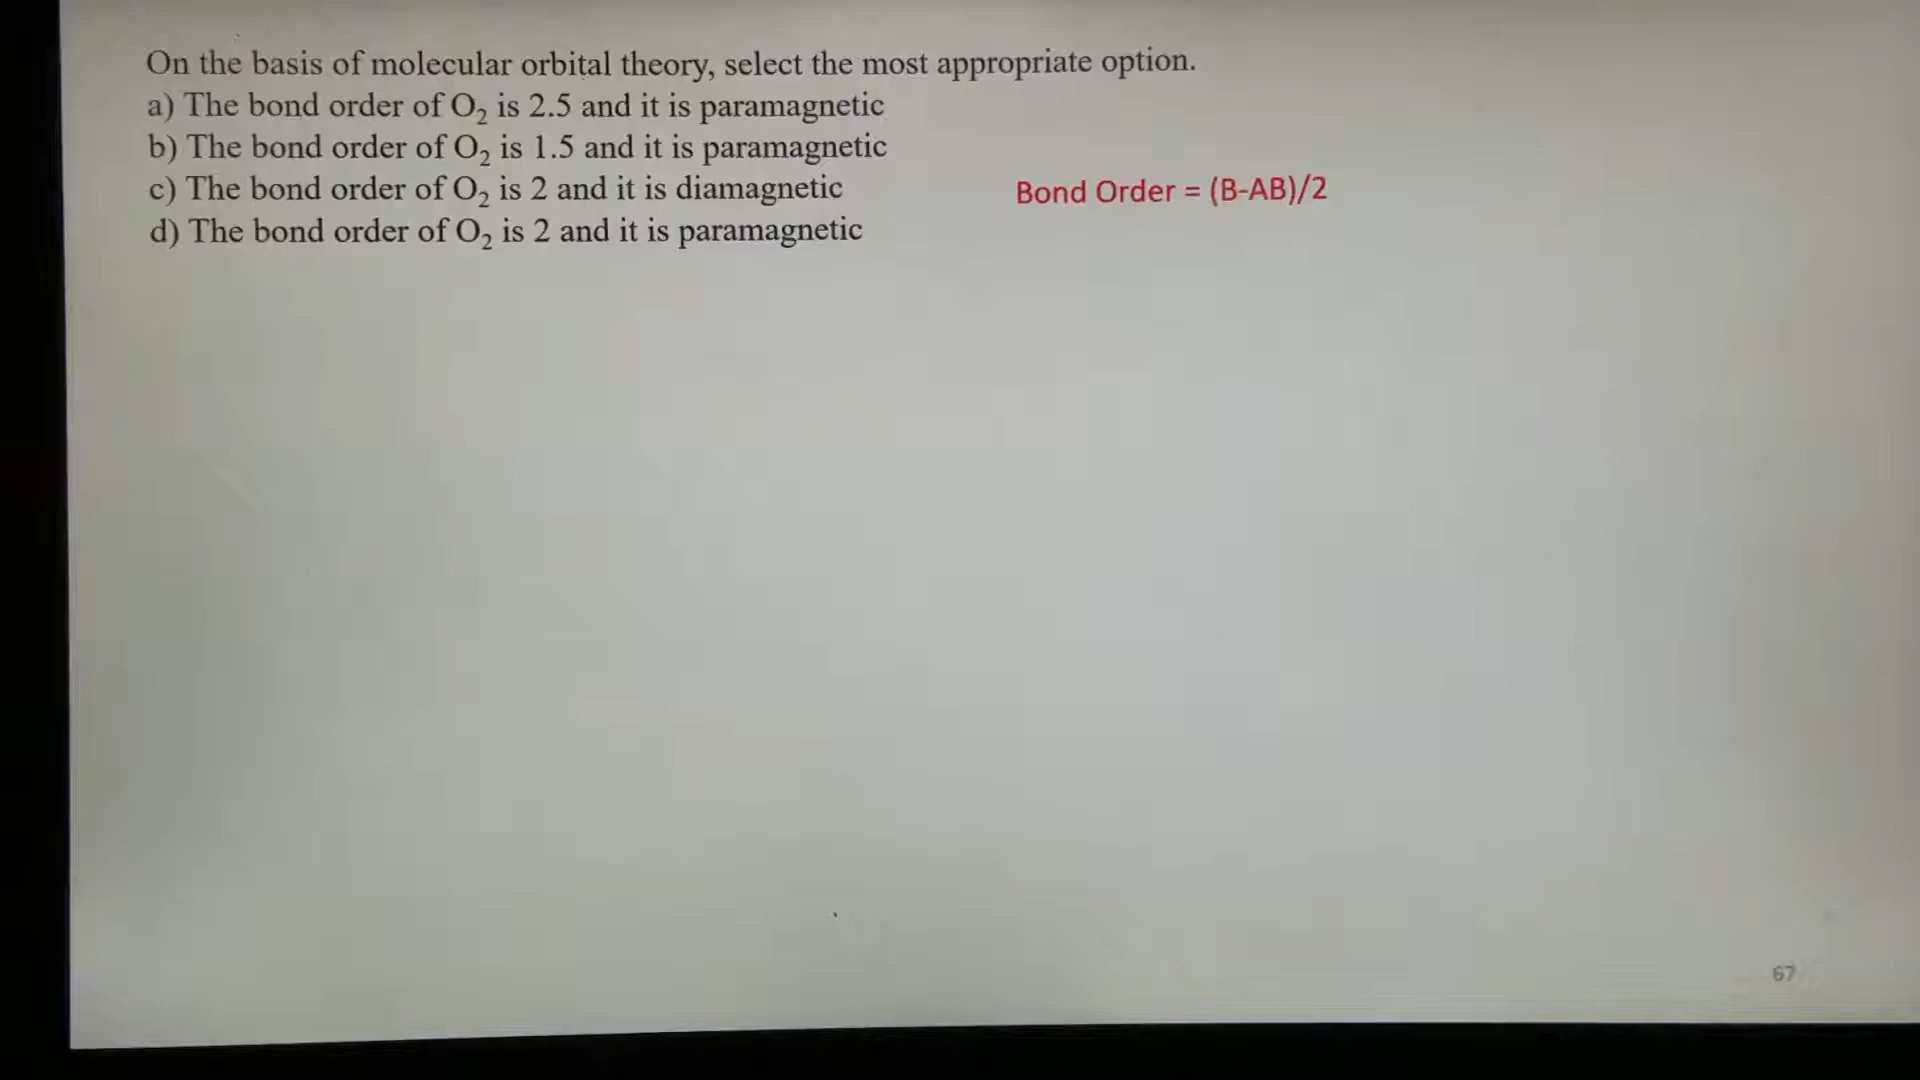 On the basis of molecular orbital theory, select the most appropriate option.
a) The bond order of O₂ is 2.5 and it is paramagnetic
b) The bond order of O₂ is 1.5 and it is paramagnetic
c) The bond order of O₂ is 2 and it is diamagnetic
Bond Order = (B-AB)/2
d) The bond order of O₂ is 2 and it is paramagnetic
67